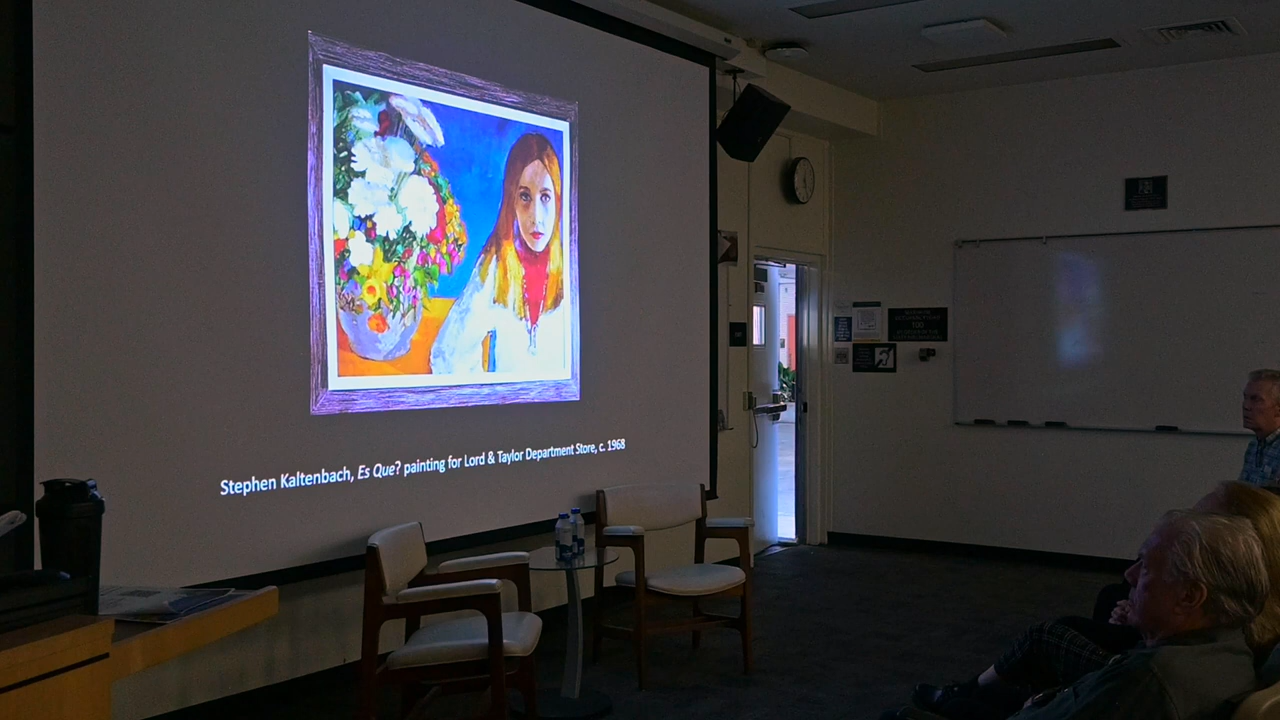 Stephen Kaltenbach, Es Que? painting for Lord & Taylor Department Store, c. 1968